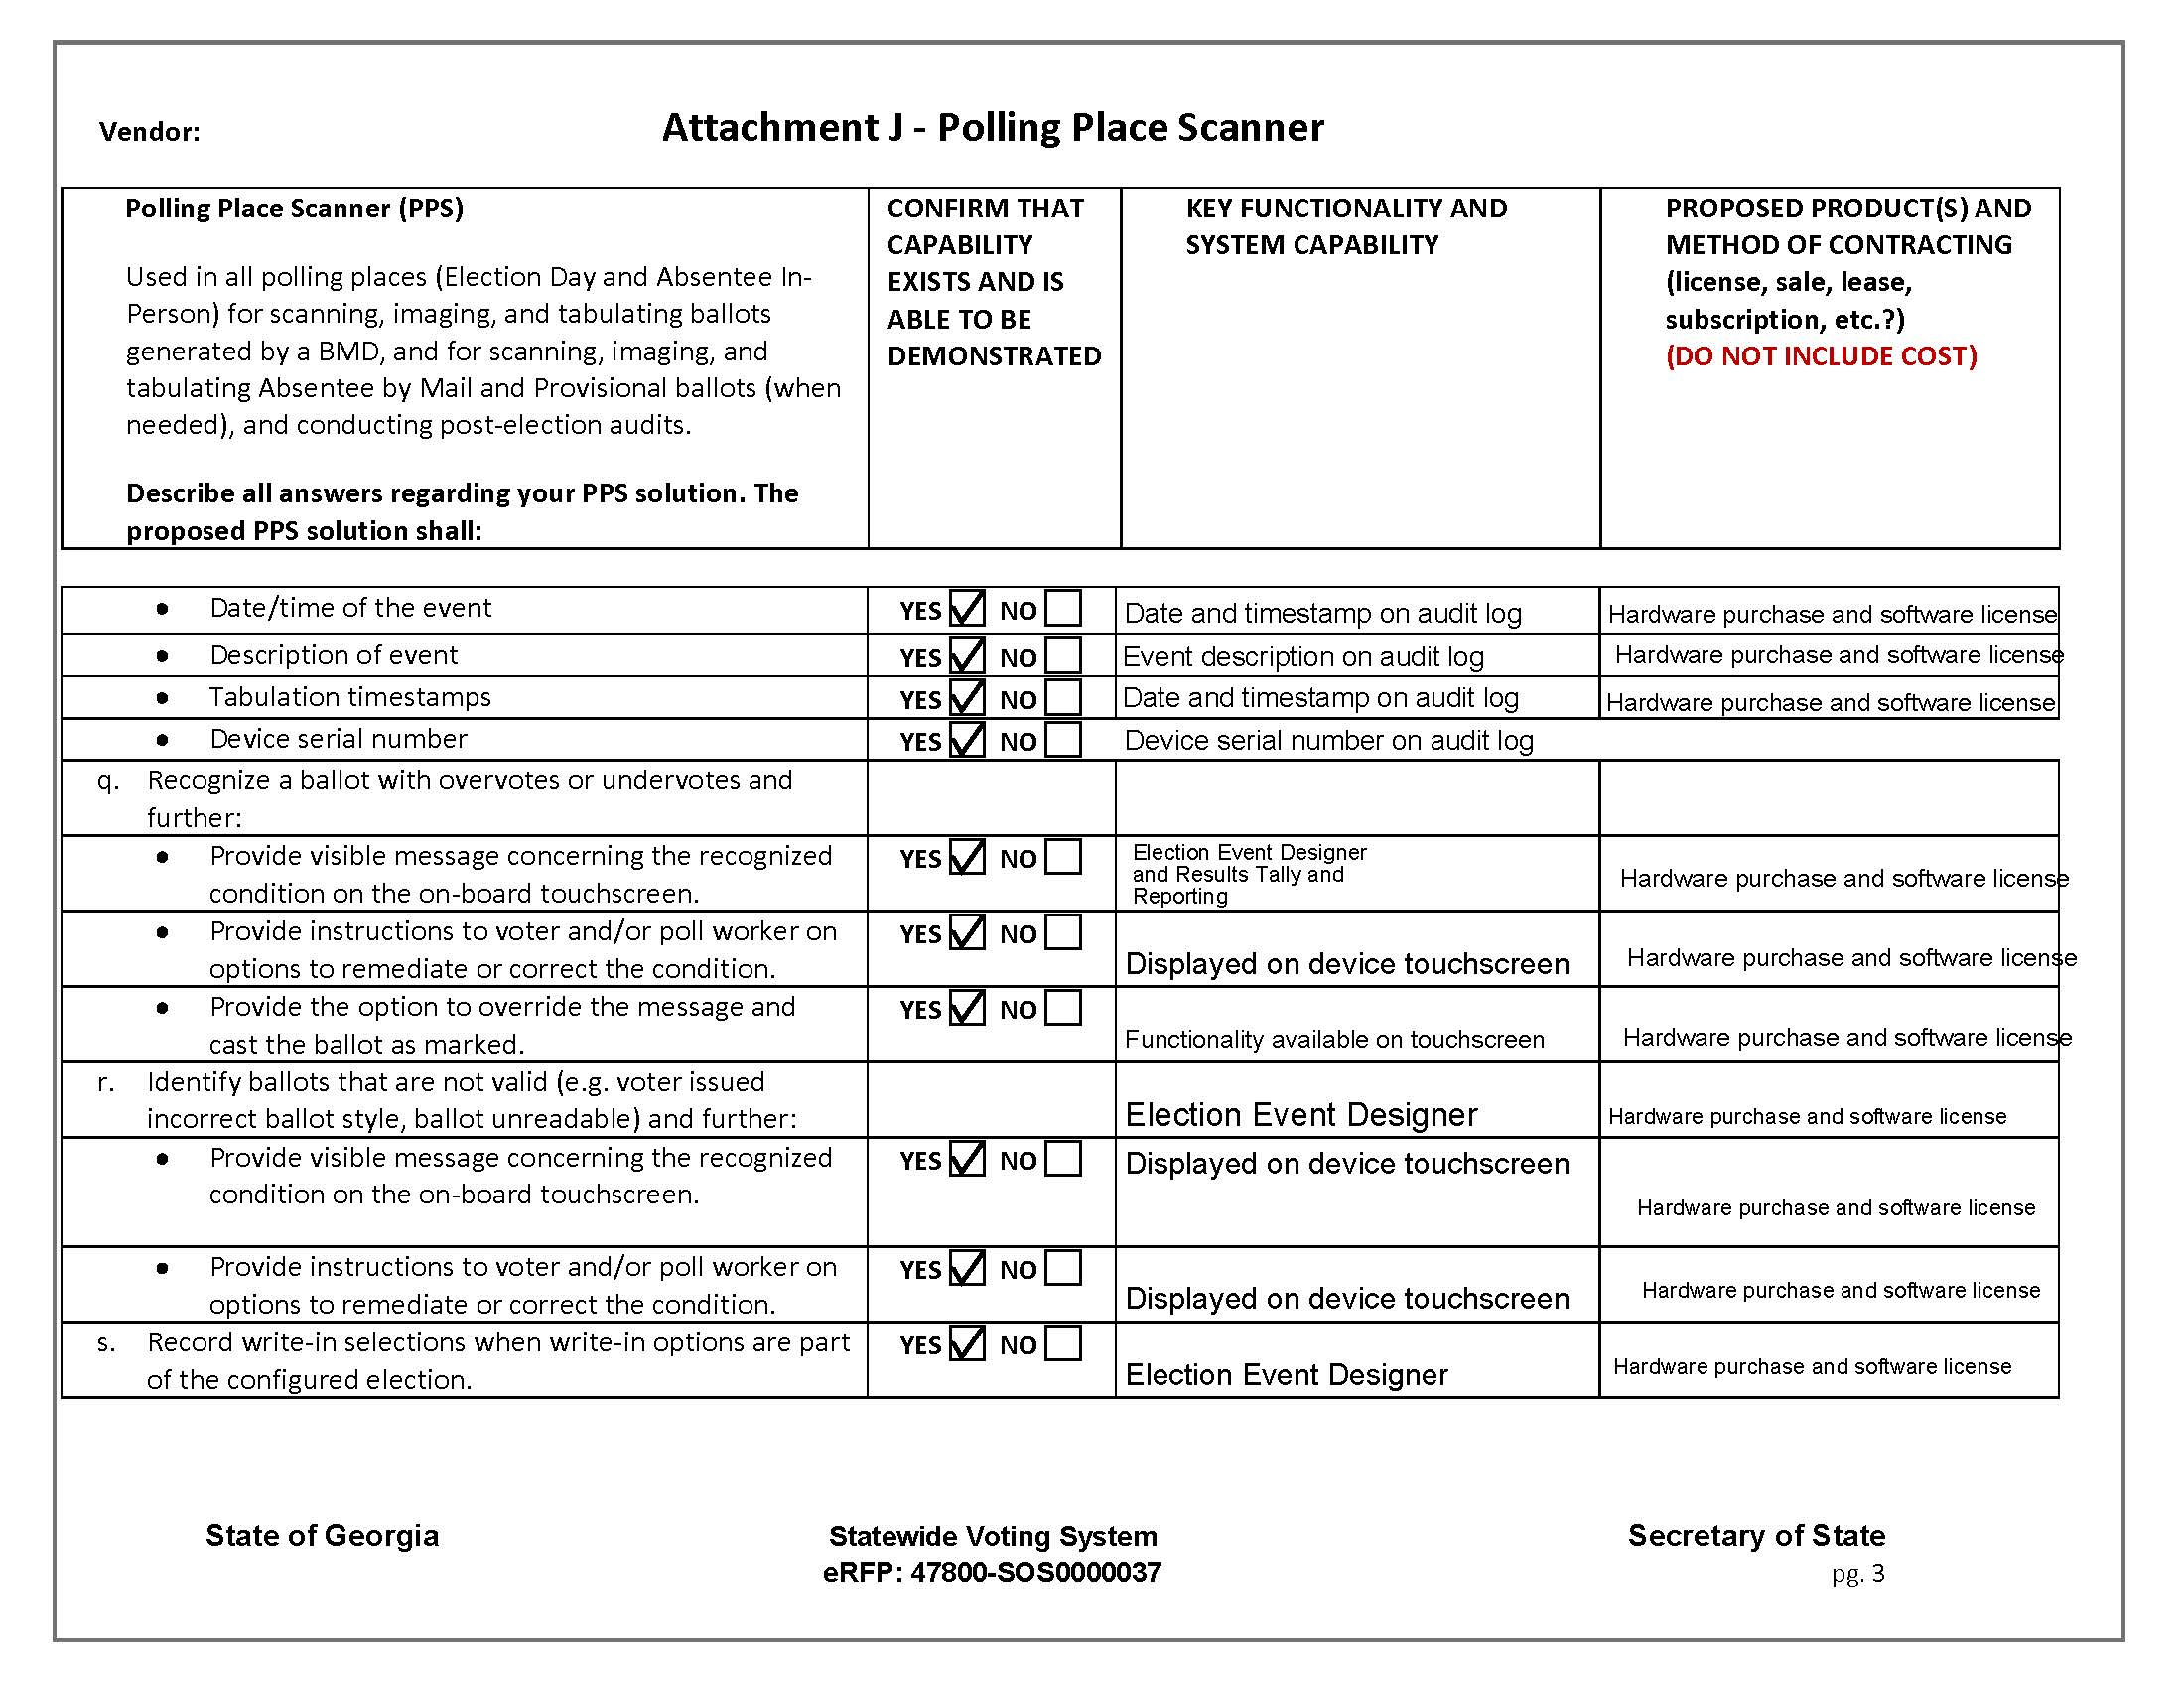 Vendor:
Attachment J - Polling Place Scanner
Polling Place Scanner (PPS)
Used in all polling places (Election Day and Absentee In-
Person) for scanning, imaging, and tabulating ballots
generated by a BMD, and for scanning, imaging, and
tabulating Absentee by Mail and Provisional ballots (when
needed), and conducting post-election audits.
Describe all answers regarding your PPS solution. The
proposed PPS solution shall:
CONFIRM THAT
CAPABILITY
EXISTS AND IS
ABLE TO BE
DEMONSTRATED
KEY FUNCTIONALITY AND
SYSTEM CAPABILITY
PROPOSED PRODUCT(S) AND
METHOD OF CONTRACTING
(license, sale, lease,
subscription, etc.?)
(DO NOT INCLUDE COST)
• Date/time of the event YES ☑ NO ☐ Date and timestamp on audit log Hardware purchase and software license
• Description of event YES ☑ NO ☐ Event description on audit log Hardware purchase and software license
• Tabulation timestamps YES ☑ NO ☐ Date and timestamp on audit log Hardware purchase and software license
• Device serial number YES ☑ NO ☐ Device serial number on audit log
q. Recognize a ballot with overvotes or undervotes and
further:
• Provide visible message concerning the recognized
condition on the on-board touchscreen.
YES ☑ NO ☐
Election Event Designer
and Results Tally and
Reporting
Hardware purchase and software license
• Provide instructions to voter and/or poll worker on
options to remediate or correct the condition.
YES ☑ NO ☐
Displayed on device touchscreen
Hardware purchase and software license
• Provide the option to override the message and
cast the ballot as marked.
YES ☑ NO ☐
Functionality available on touchscreen
Hardware purchase and software license
r. Identify ballots that are not valid (e.g. voter issued
incorrect ballot style, ballot unreadable) and further:
Election Event Designer
Hardware purchase and software license
• Provide visible message concerning the recognized
condition on the on-board touchscreen.
YES ☑ NO ☐
Displayed on device touchscreen
Hardware purchase and software license
• Provide instructions to voter and/or poll worker on
options to remediate or correct the condition.
YES ☑ NO ☐
Displayed on device touchscreen
Hardware purchase and software license
s. Record write-in selections when write-in options are part
of the configured election.
YES ☑ NO ☐
Election Event Designer
Hardware purchase and software license
State of Georgia
Statewide Voting System
eRFP: 47800-SOS0000037
Secretary of State
pg. 3